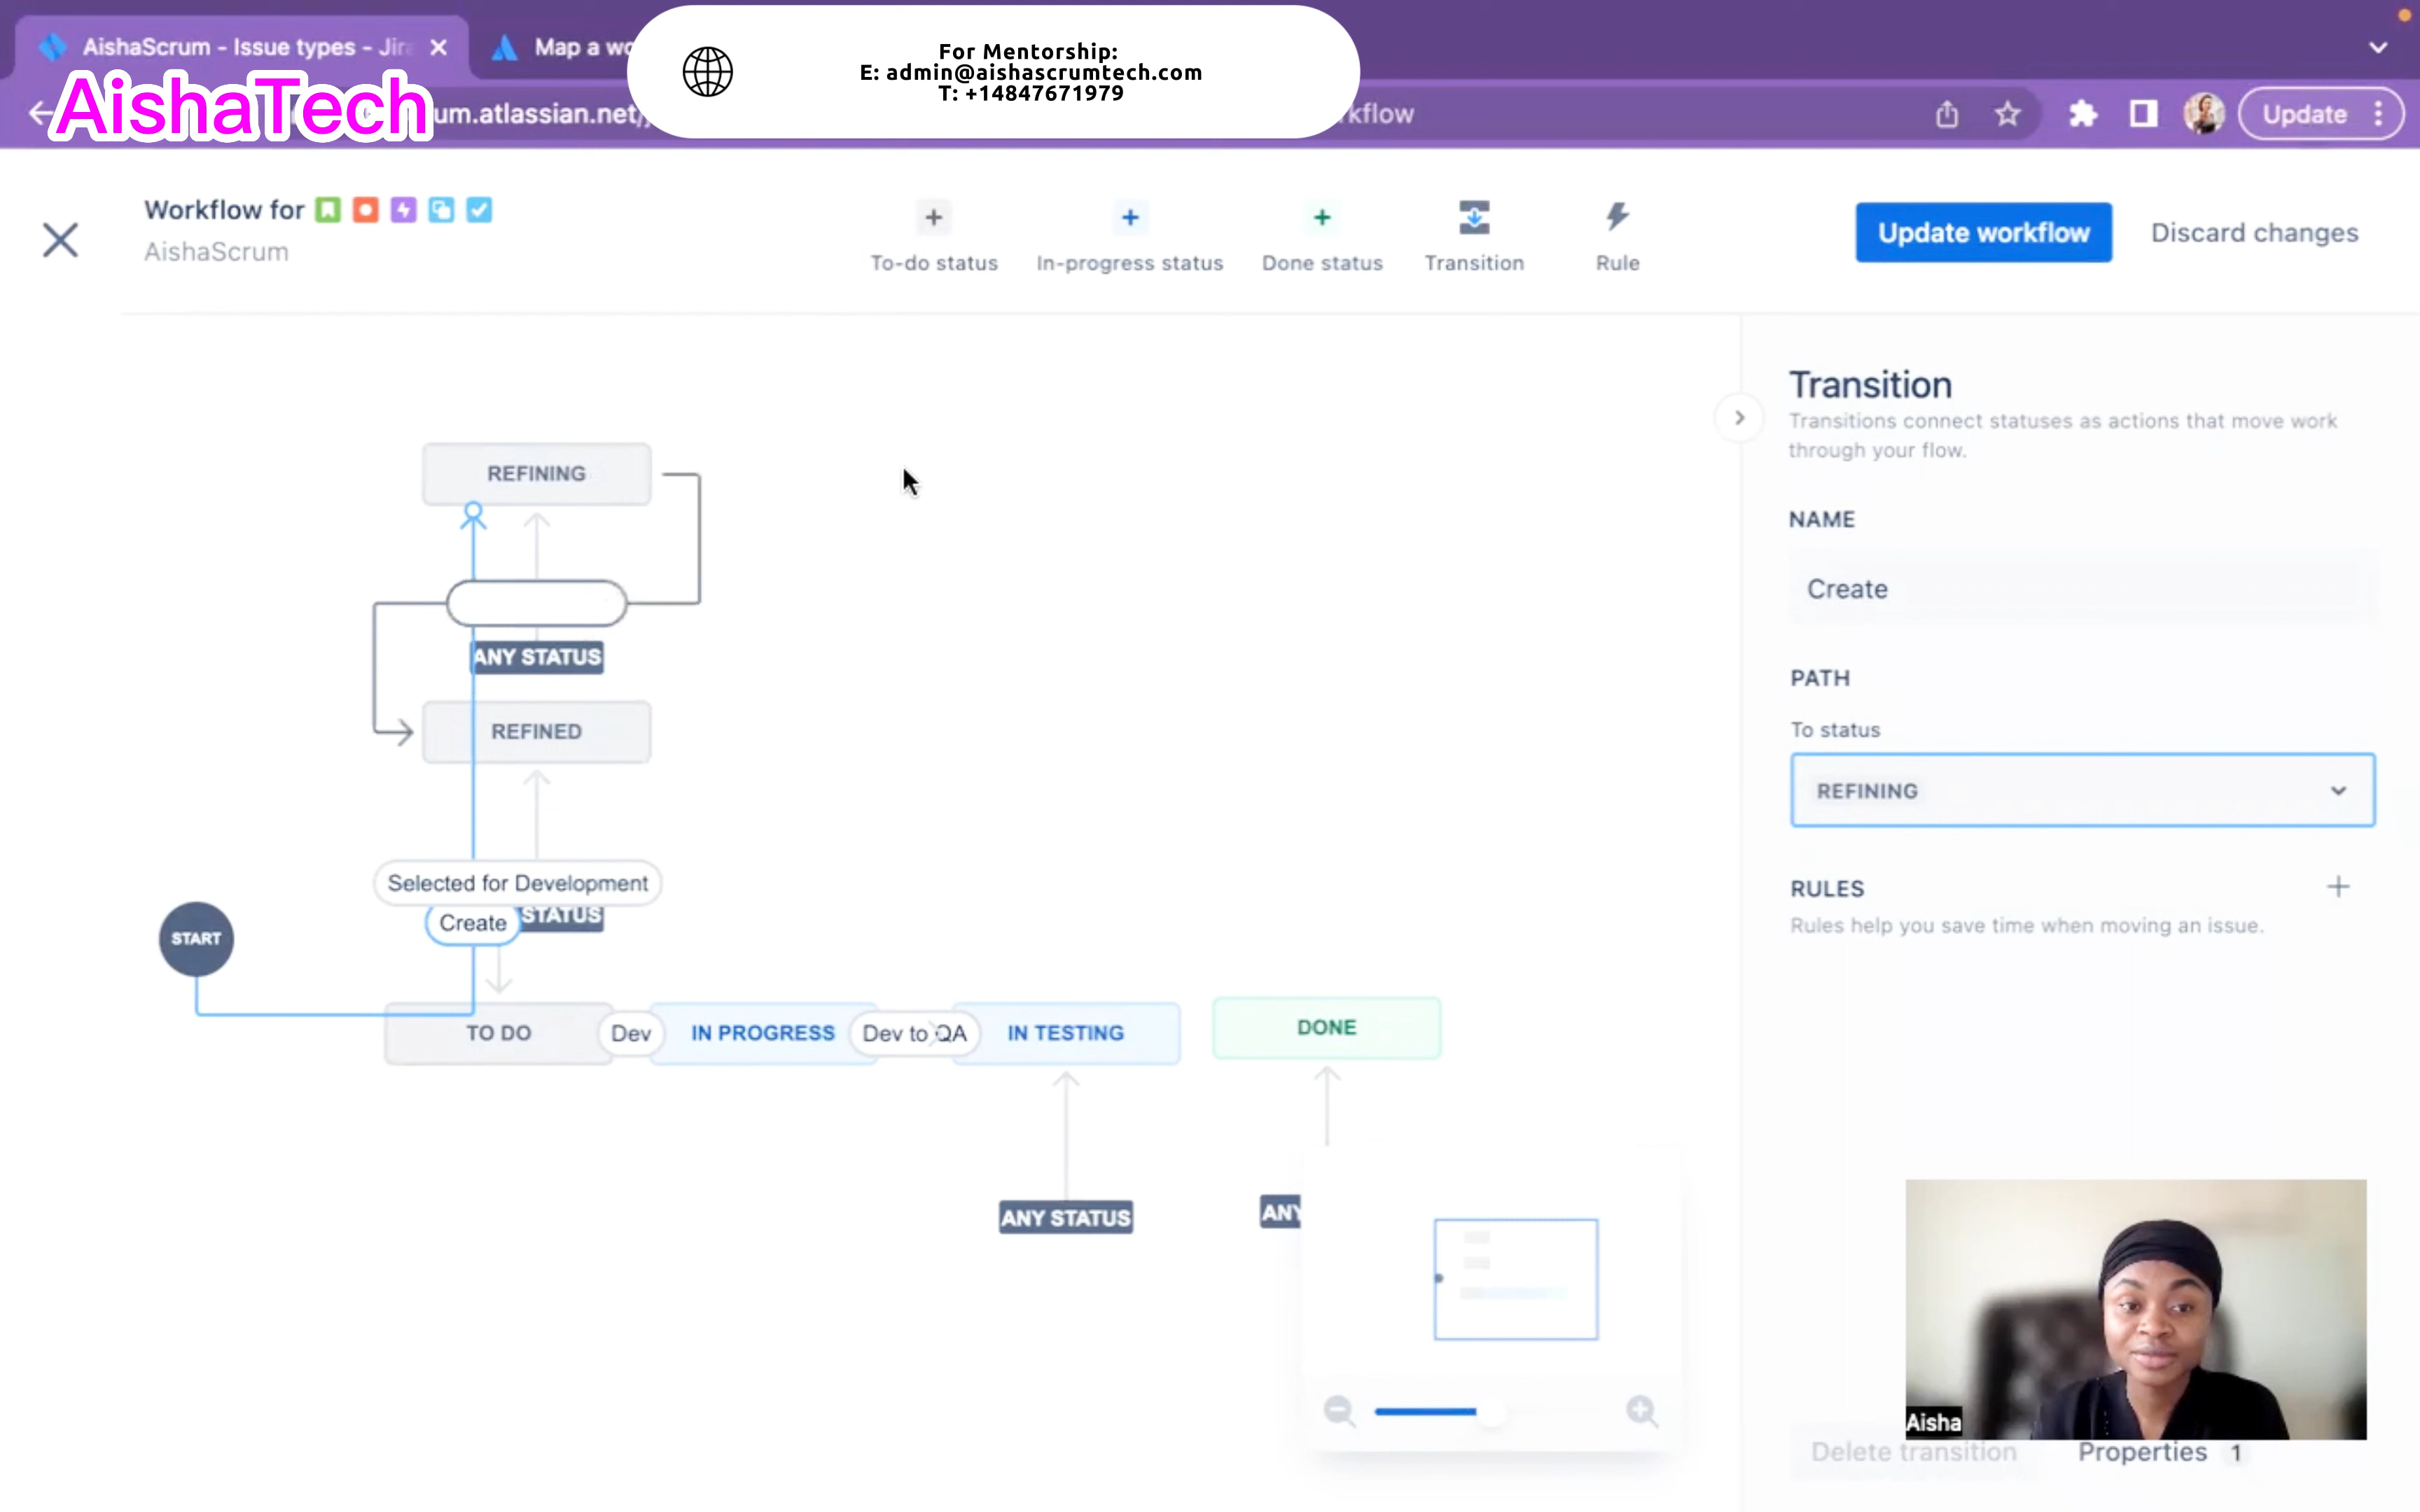 AishaScrum - Issue types - Jira
Map a wo
For Mentorship:
E: admin@aishascrumtech.com
T: +14847671979
AishaTech
um.atlassian.net/
kflow
Update
Workflow for
AishaScrum
To-do status
In-progress status
Done status
Transition
Rule
Update workflow
Discard changes
REFINING
ANY STATUS
REFINED
Selected for Development
Create
STATUS
START
TO DO
Dev
IN PROGRESS
Dev to QA
IN TESTING
DONE
ANY STATUS
ANY
Transition
Transitions connect statuses as actions that move work
through your flow.
NAME
Create
PATH
To status
REFINING
RULES
Rules help you save time when moving an issue.
Aisha
Delete transition
Properties 1